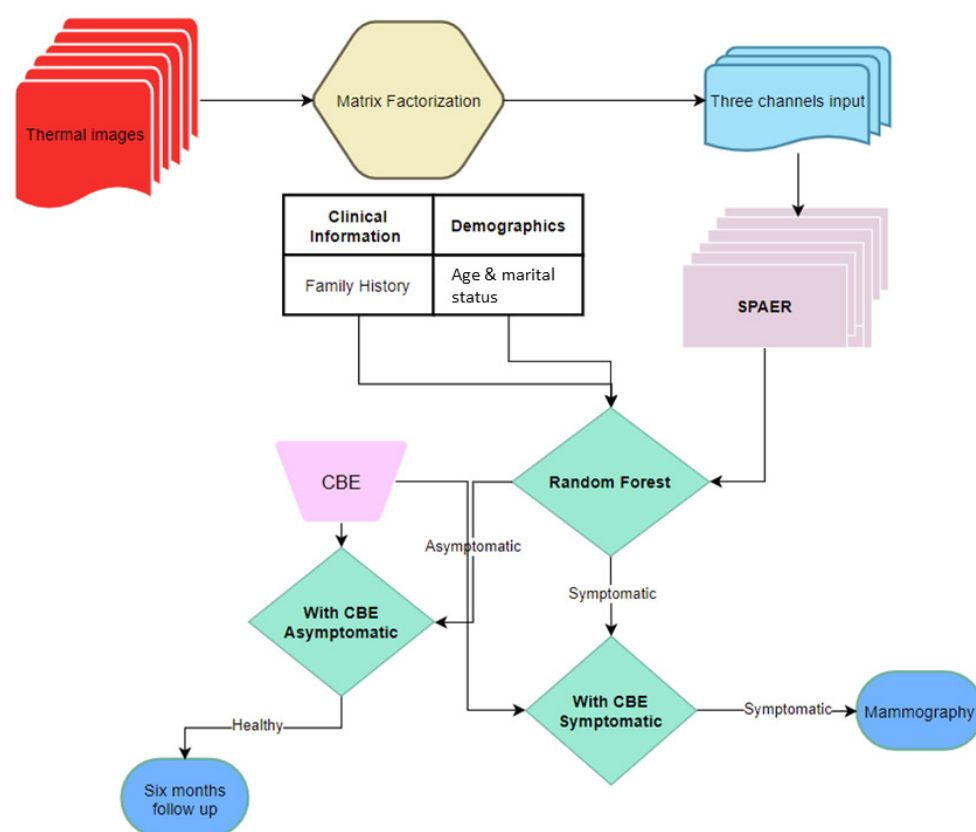 Thermal images
Matrix Factorization
Three channels input
Clinical
Information
Demographics
Family History
Age & marital
status
SPAER
CBE
Random Forest
Asymptomatic
Symptomatic
With CBE
Asymptomatic
With CBE
Symptomatic
Symptomatic
Mammography
Healthy
Six months
follow up